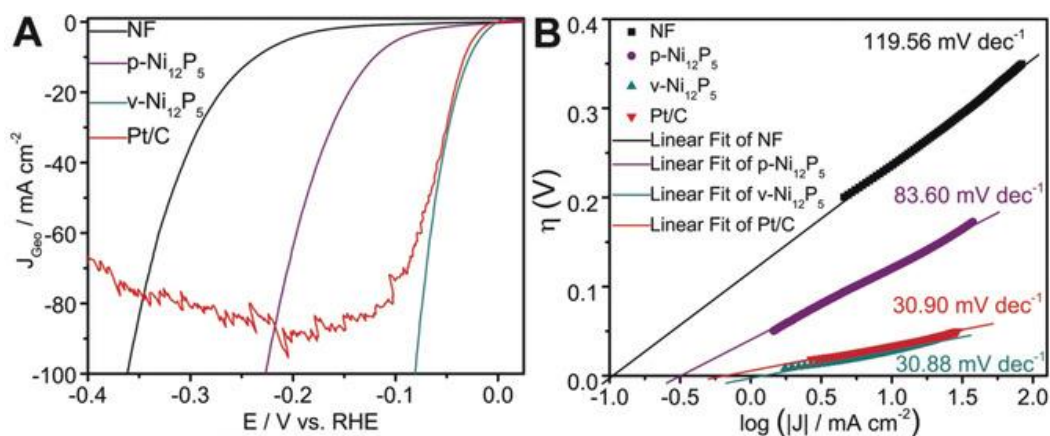 A
NF
p-Ni₁₂P₅
v-Ni₁₂P₅
Pt/C
0
-20
-40
-60
-80
-100
J_Geo / mA cm⁻²
-0.4
-0.3
-0.2
-0.1
0.0
E / V vs. RHE
B
NF
p-Ni₁₂P₅
v-Ni₁₂P₅
Pt/C
Linear Fit of NF
Linear Fit of p-Ni₁₂P₅
Linear Fit of v-Ni₁₂P₅
Linear Fit of Pt/C
119.56 mV dec⁻¹
83.60 mV dec⁻¹
30.90 mV dec⁻¹
30.88 mV dec⁻¹
0.4
0.3
0.2
0.1
0.0
η (V)
-1.0
-0.5
0.0
0.5
1.0
1.5
2.0
log (|J| / mA cm⁻²)